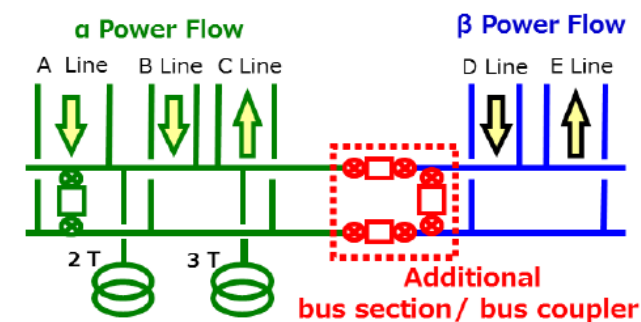 α Power Flow
β Power Flow
A Line
B Line
C Line
D Line
E Line
2 T
3 T
Additional
bus section/ bus coupler